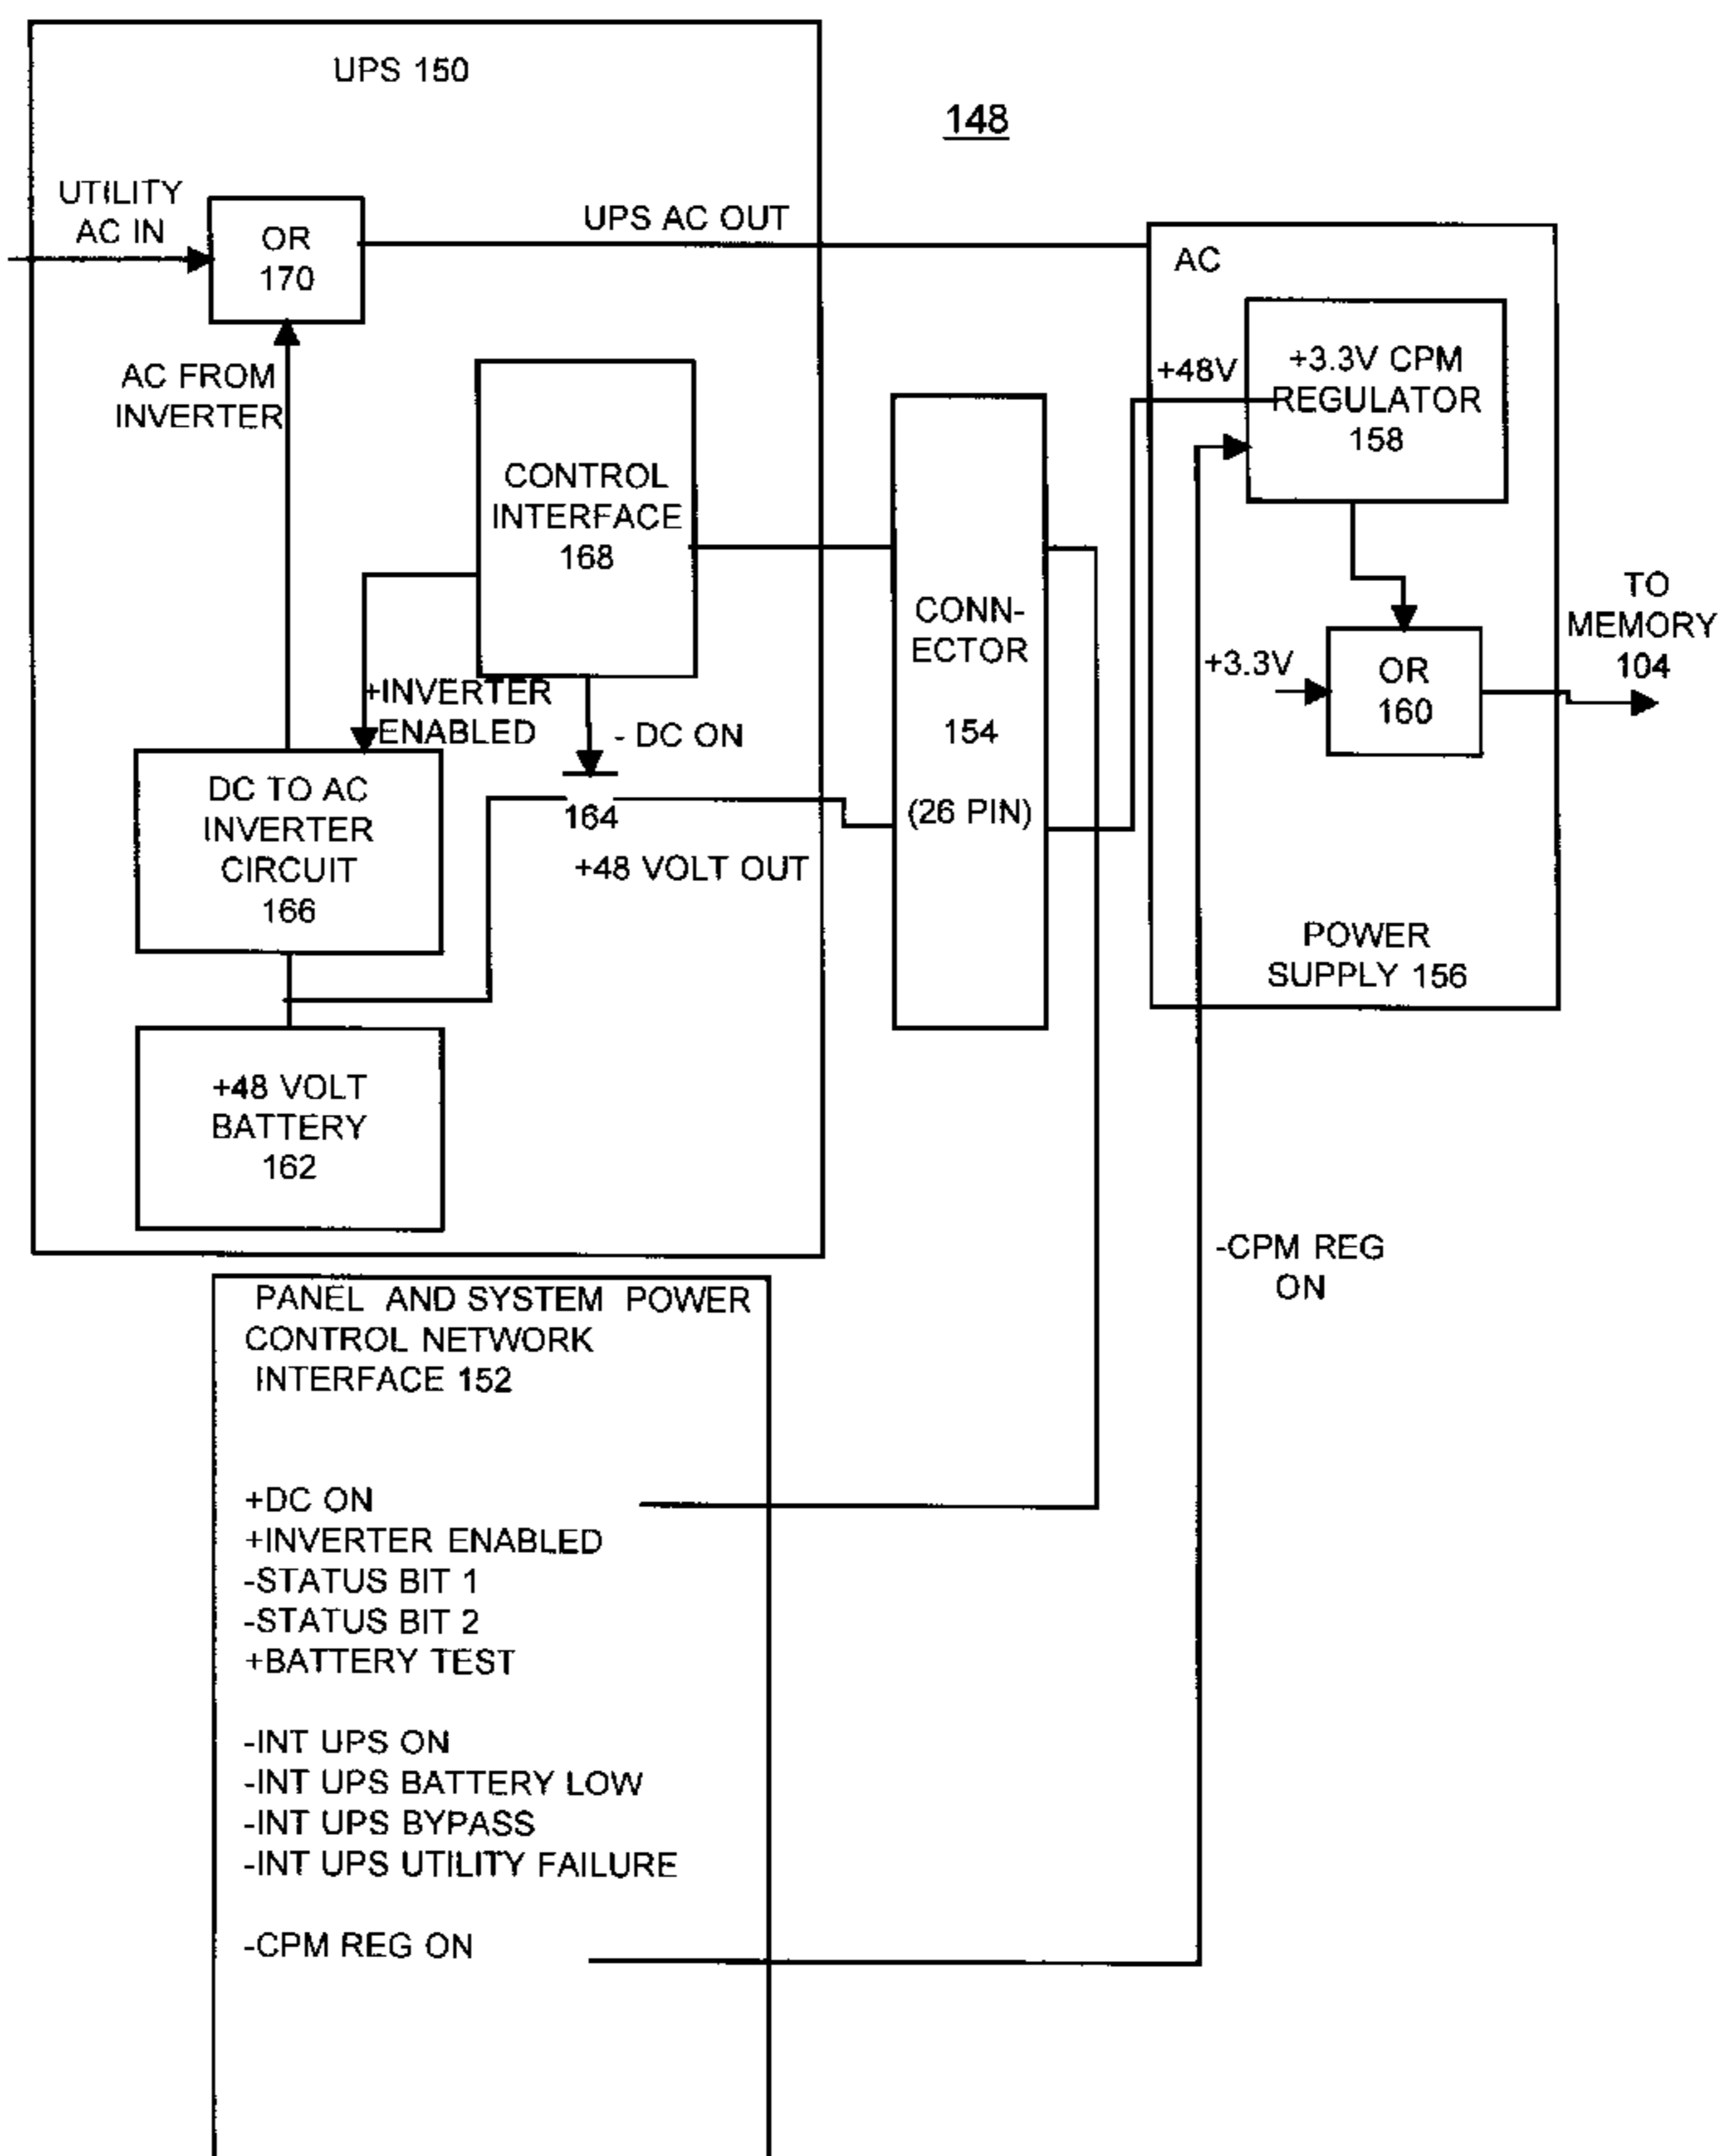 UPS 150
148
UTILITY
AC IN
OR
170
UPS AC OUT
AC
AC FROM
INVERTER
+48V
+3.3V CPM
REGULATOR
158
CONTROL
INTERFACE
168
CONN-
ECTOR
154
(26 PIN)
+3.3V
OR
160
TO
MEMORY
104
+INVERTER
ENABLED
- DC ON
164
+48 VOLT OUT
DC TO AC
INVERTER
CIRCUIT
166
POWER
SUPPLY 156
+48 VOLT
BATTERY
162
-CPM REG
ON
PANEL AND SYSTEM POWER
CONTROL NETWORK
INTERFACE 152
+DC ON
+INVERTER ENABLED
-STATUS BIT 1
-STATUS BIT 2
+BATTERY TEST
-INT UPS ON
-INT UPS BATTERY LOW
-INT UPS BYPASS
-INT UPS UTILITY FAILURE
-CPM REG ON